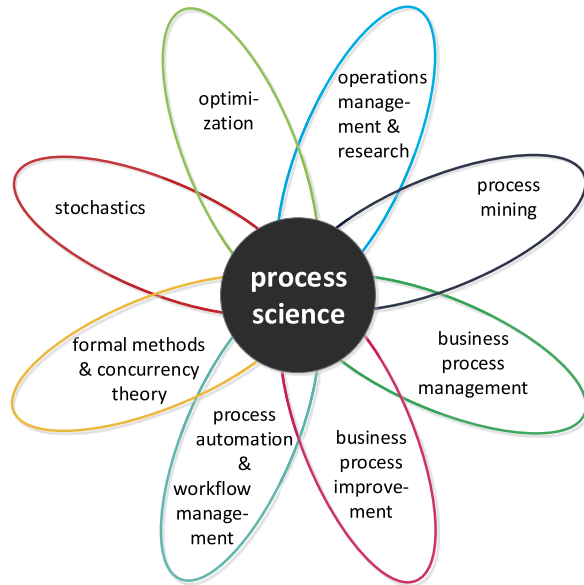 optimi-
zation
operations
manage-
ment &
research
process
mining
business
process
management
business
process
improve-
ment
process
automation
&
workflow
manage-
ment
formal methods
& concurrency
theory
stochastics
process
science